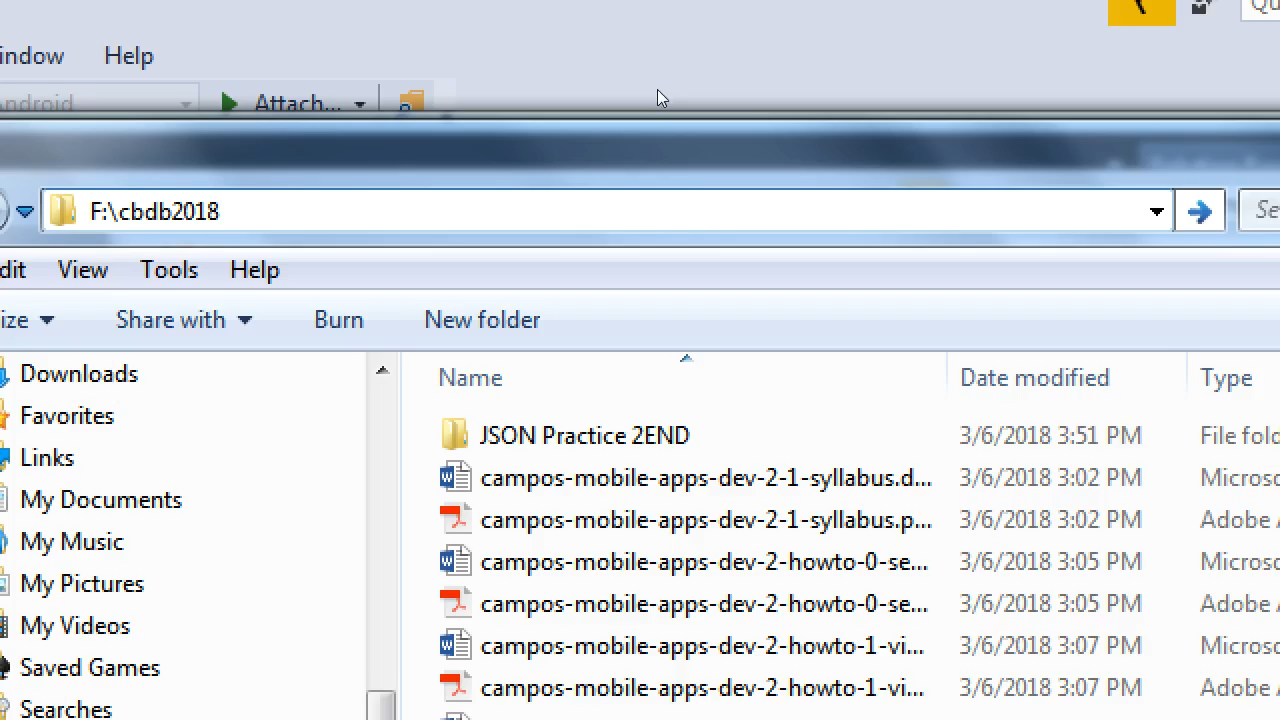 Qu
indow Help
ndroid Attach...
F:\cbdb2018 Se
dit View Tools Help
ize Share with Burn New folder
Downloads
Favorites
Links
My Documents
My Music
My Pictures
My Videos
Saved Games
Searches
Name Date modified Type
JSON Practice 2END 3/6/2018 3:51 PM File fold
campos-mobile-apps-dev-2-1-syllabus.d... 3/6/2018 3:02 PM Microso
campos-mobile-apps-dev-2-1-syllabus.p... 3/6/2018 3:02 PM Adobe A
campos-mobile-apps-dev-2-howto-0-se... 3/6/2018 3:05 PM Microso
campos-mobile-apps-dev-2-howto-0-se... 3/6/2018 3:05 PM Adobe A
campos-mobile-apps-dev-2-howto-1-vi... 3/6/2018 3:07 PM Microso
campos-mobile-apps-dev-2-howto-1-vi... 3/6/2018 3:07 PM Adobe A